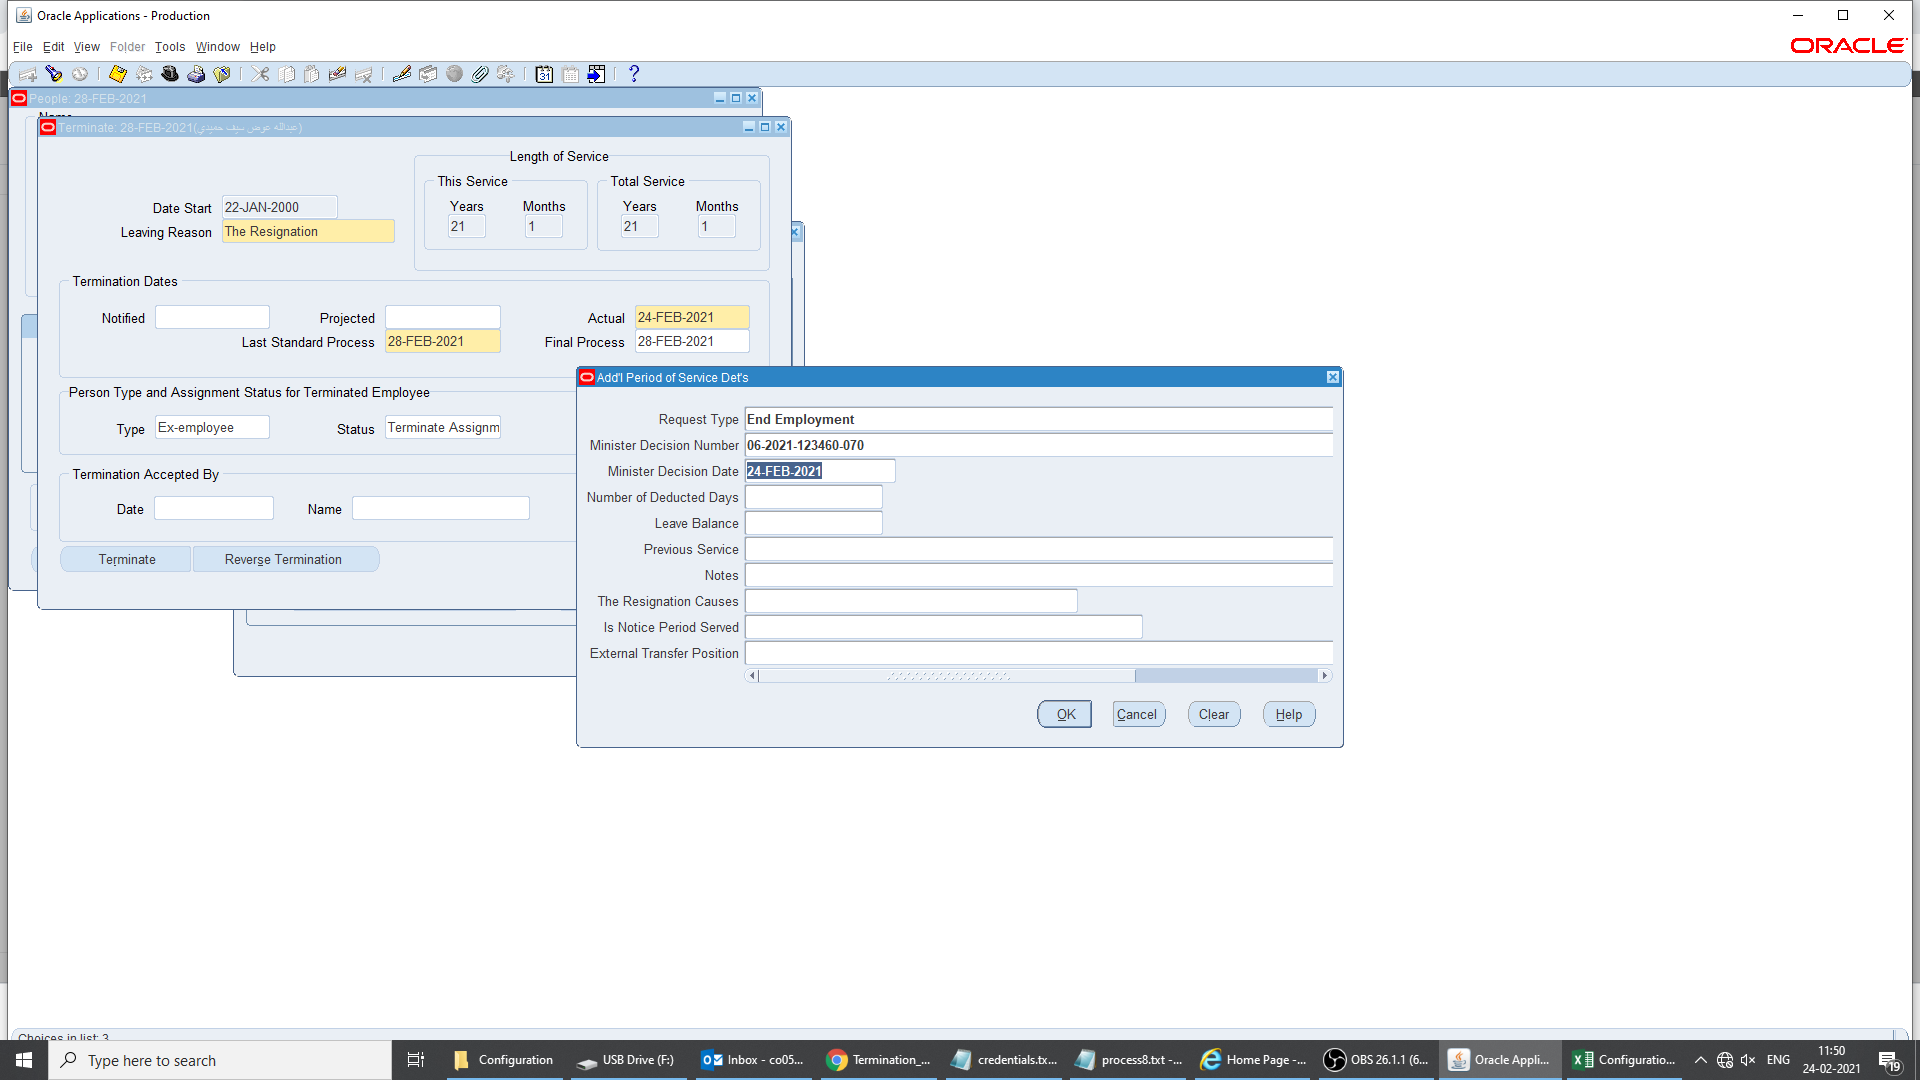 Oracle Applications - Production
File Edit View Folder Tools Window Help
ORACLE
People: 28-FEB-2021
Name
Terminate: 28-FEB-2021(عبدالله عوض سيف حميدي)
Length of Service
This Service
Total Service
Years Months Years Months
Date Start 22-JAN-2000
21 1 21 1
Leaving Reason The Resignation
Termination Dates
Notified Projected Actual 24-FEB-2021
Last Standard Process 28-FEB-2021 Final Process 28-FEB-2021
Person Type and Assignment Status for Terminated Employee
Type Ex-employee Status Terminate Assignm
Termination Accepted By
Date Name
Terminate Reverse Termination
Add'l Period of Service Det's
Request Type End Employment
Minister Decision Number 06-2021-123460-070
Minister Decision Date 24-FEB-2021
Number of Deducted Days
Leave Balance
Previous Service
Notes
The Resignation Causes
Is Notice Period Served
External Transfer Position
OK Cancel Clear Help
Choices in list: 3
Type here to search
Configuration
USB Drive (F:)
Inbox - co05...
Termination_...
credentials.tx...
process8.txt -...
Home Page -...
OBS 26.1.1 (6...
Oracle Appli...
Configuratio...
ENG
11:50
24-02-2021
19